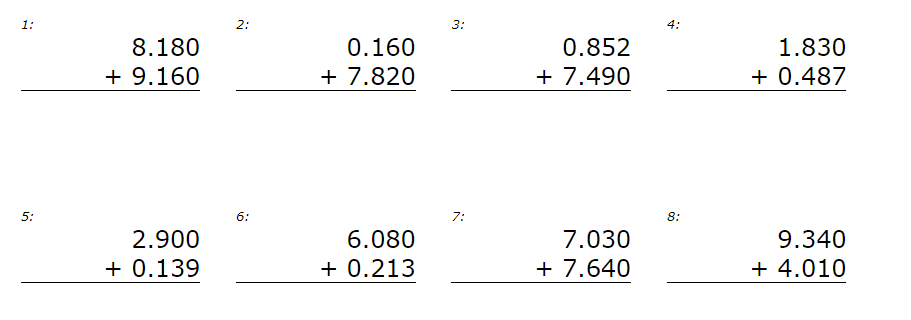 1: 2: 3: 4:
8.180 0.160 0.852 1.830
+ 9.160 + 7.820 + 7.490 + 0.487
5: 6: 7: 8:
2.900 6.080 7.030 9.340
+ 0.139 + 0.213 + 7.640 + 4.010